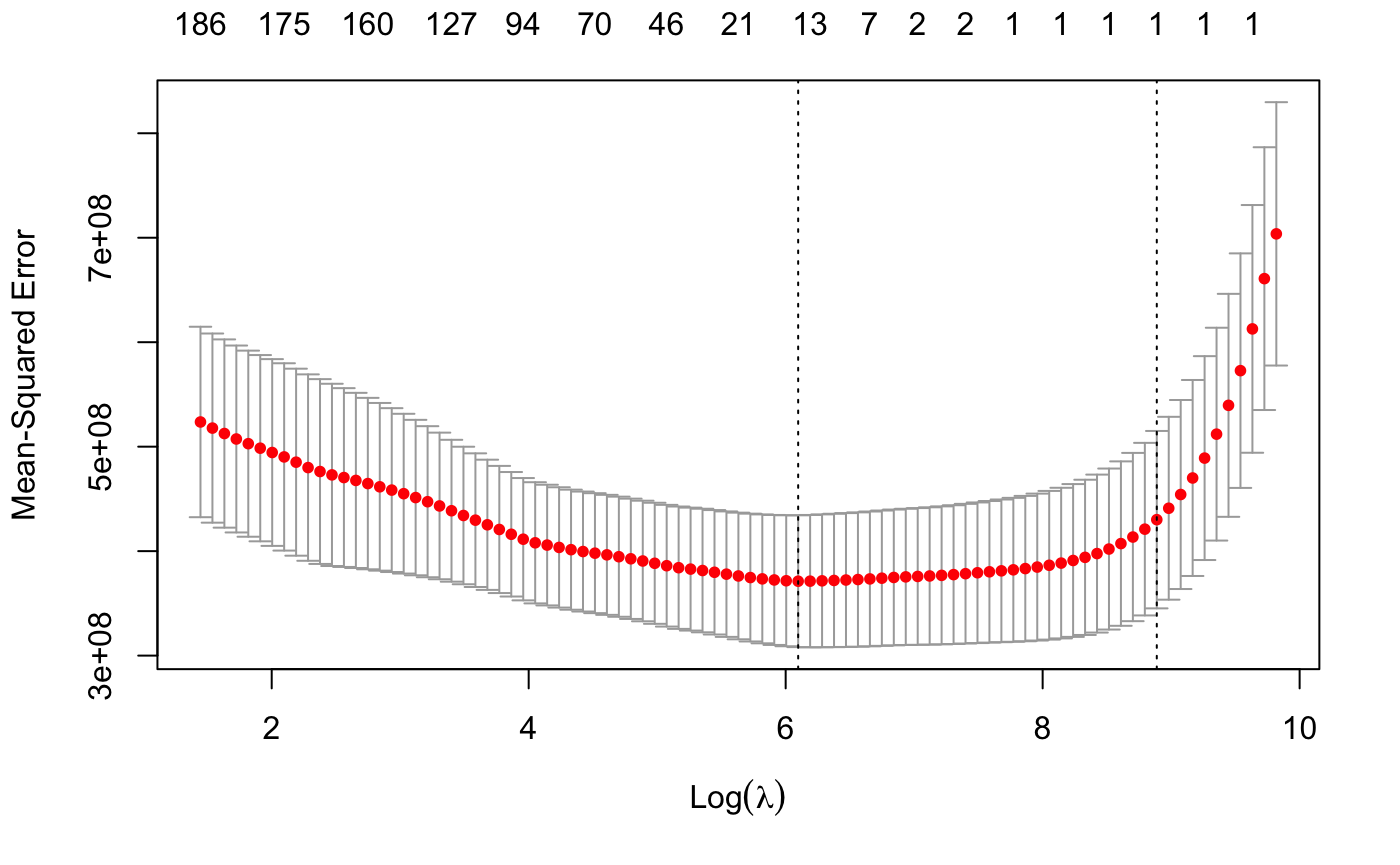 186 175 160 127 94 70 46 21 13 7 2 2 1 1 1 1 1 1
Mean-Squared Error
7e+08
5e+08
3e+08
2 4 6 8 10
Log(λ)